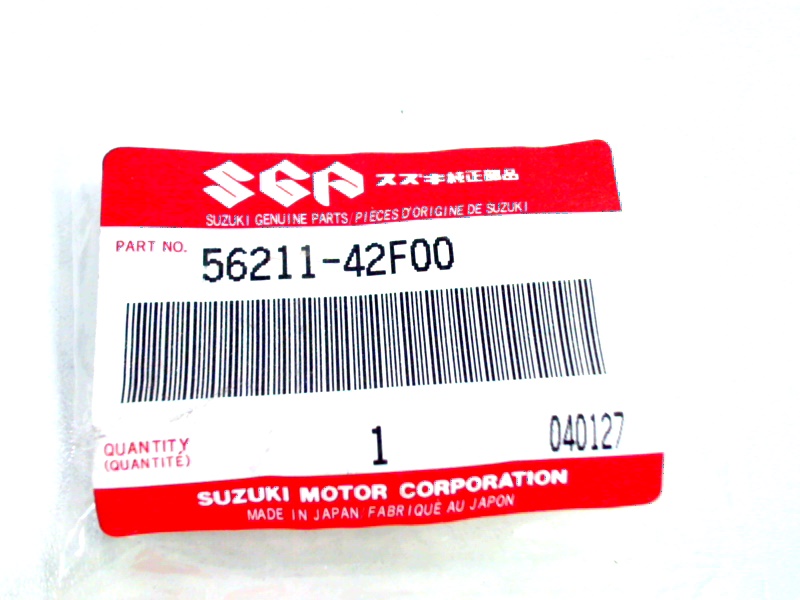 SGP スズキ純正部品
SUZUKI GENUINE PARTS/PIÈCES D'ORIGINE DE SUZUKI
PART NO. 56211-42F00
QUANTITY
(QUANTITÉ)
1
040127
SUZUKI MOTOR CORPORATION
MADE IN JAPAN/FABRIQUÉ AU JAPON